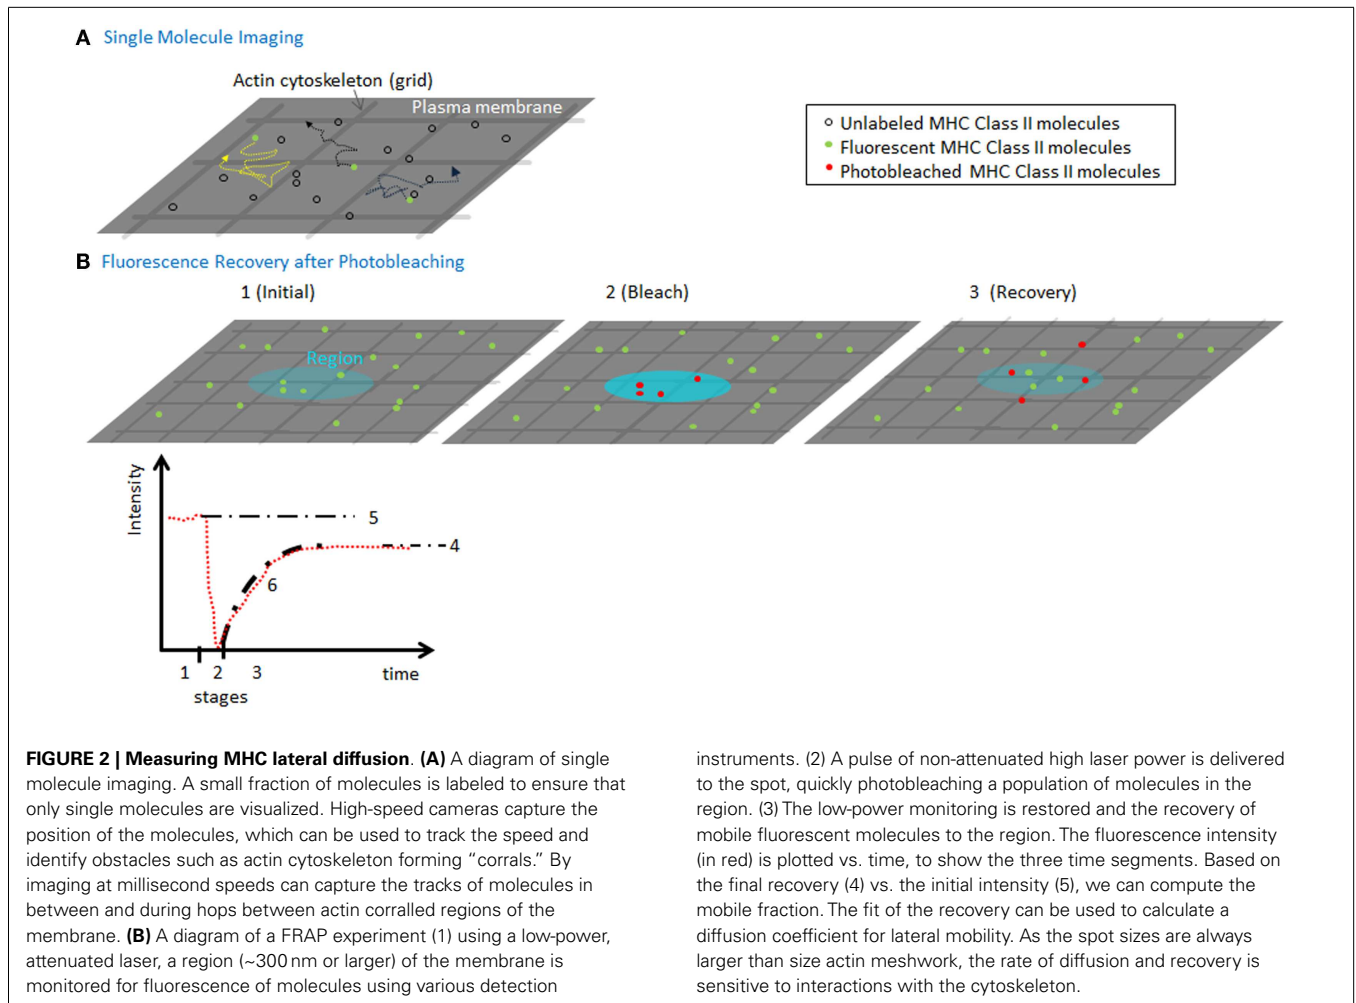 A Single Molecule Imaging
Actin cytoskeleton (grid)
Plasma membrane
Unlabeled MHC Class II molecules
Fluorescent MHC Class II molecules
Photobleached MHC Class II molecules
B Fluorescence Recovery after Photobleaching
1 (Initial)
2 (Bleach)
3 (Recovery)
Region
Intensity
5
4
6
1 2 3 time
stages
FIGURE 2 | Measuring MHC lateral diffusion. (A) A diagram of single
molecule imaging. A small fraction of molecules is labeled to ensure that
only single molecules are visualized. High-speed cameras capture the
position of the molecules, which can be used to track the speed and
identify obstacles such as actin cytoskeleton forming “corrals.” By
imaging at millisecond speeds can capture the tracks of molecules in
between and during hops between actin corralled regions of the
membrane. (B) A diagram of a FRAP experiment (1) using a low-power,
attenuated laser, a region (~300 nm or larger) of the membrane is
monitored for fluorescence of molecules using various detection
instruments. (2) A pulse of non-attenuated high laser power is delivered
to the spot, quickly photobleaching a population of molecules in the
region. (3) The low-power monitoring is restored and the recovery of
mobile fluorescent molecules to the region. The fluorescence intensity
(in red) is plotted vs. time, to show the three time segments. Based on
the final recovery (4) vs. the initial intensity (5), we can compute the
mobile fraction. The fit of the recovery can be used to calculate a
diffusion coefficient for lateral mobility. As the spot sizes are always
larger than size actin meshwork, the rate of diffusion and recovery is
sensitive to interactions with the cytoskeleton.